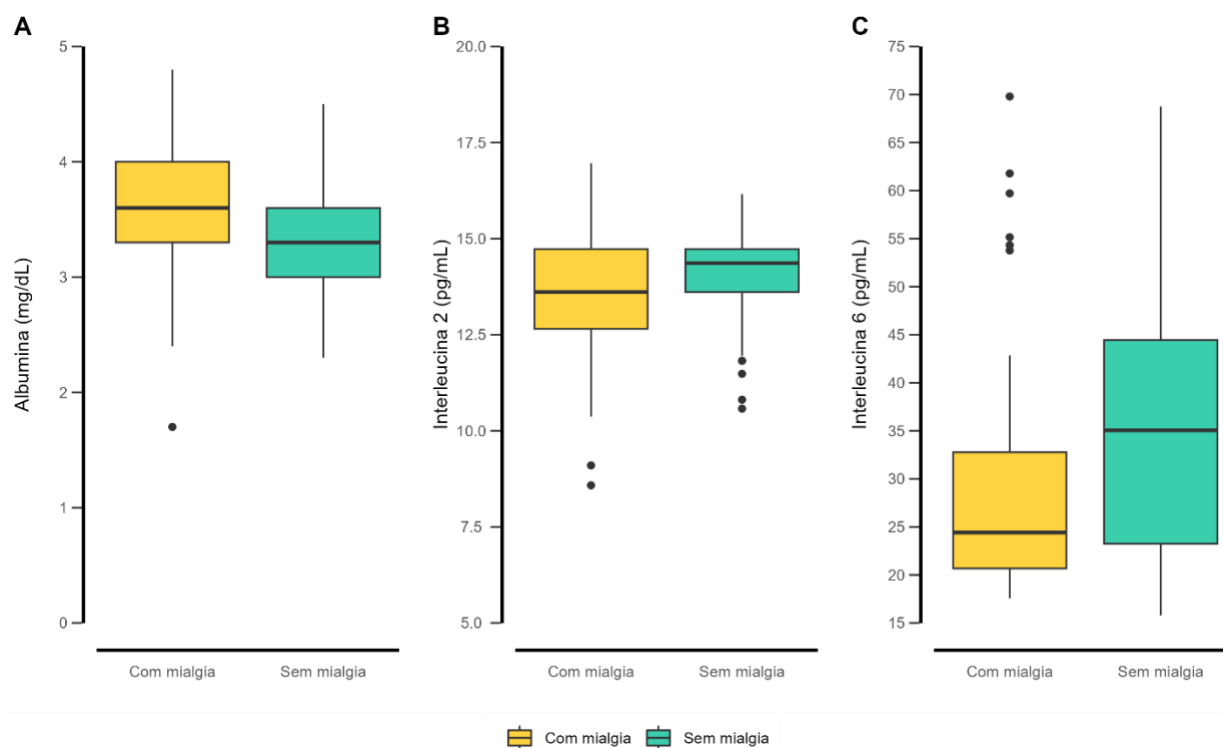 A
Albumina (mg/dL)
5
4
3
2
1
0
Com mialgia
Sem mialgia
B
Interleucina 2 (pg/mL)
20.0
17.5
15.0
12.5
10.0
7.5
5.0
Com mialgia
Sem mialgia
C
Interleucina 6 (pg/mL)
75
70
65
60
55
50
45
40
35
30
25
20
15
Com mialgia
Sem mialgia
Com mialgia Sem mialgia